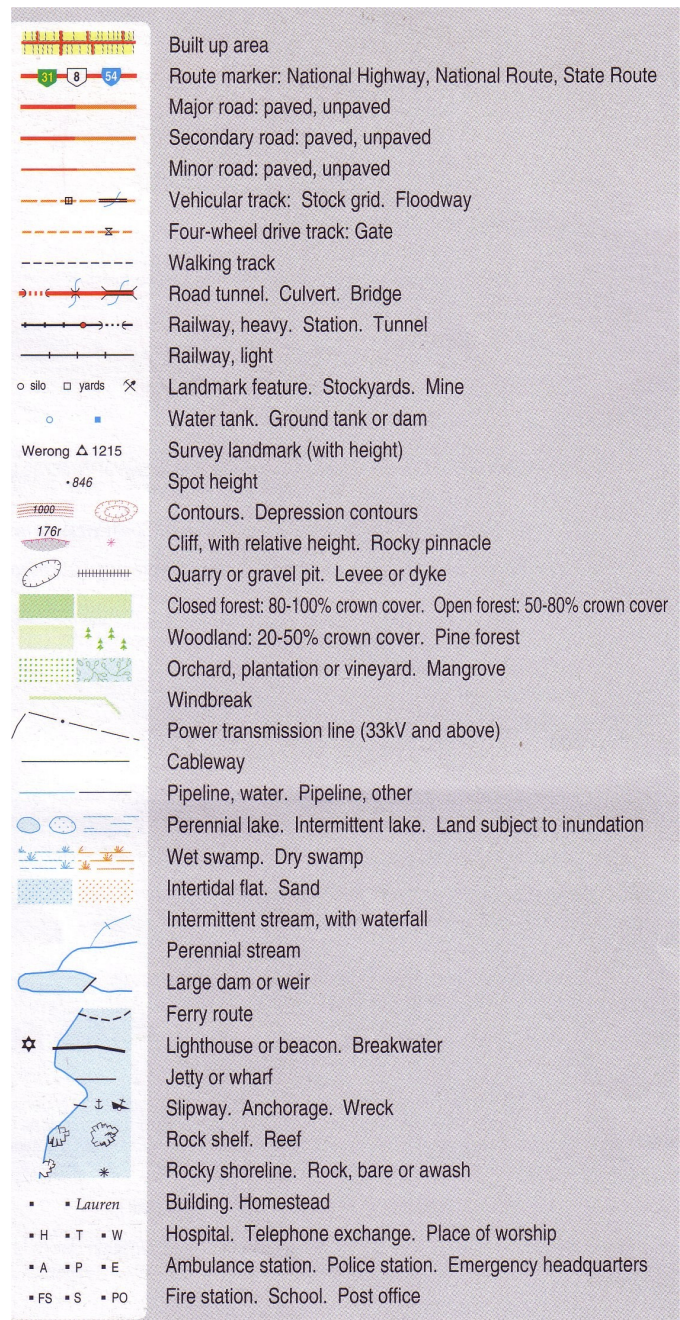 Built up area
31 8 54 Route marker: National Highway, National Route, State Route
Major road: paved, unpaved
Secondary road: paved, unpaved
Minor road: paved, unpaved
Vehicular track: Stock grid. Floodway
Four-wheel drive track: Gate
Walking track
Road tunnel. Culvert. Bridge
Railway, heavy. Station. Tunnel
Railway, light
silo yards Landmark feature. Stockyards. Mine
Water tank. Ground tank or dam
Werong 1215 Survey landmark (with height)
846 Spot height
1000 Contours. Depression contours
176r Cliff, with relative height. Rocky pinnacle
Quarry or gravel pit. Levee or dyke
Closed forest: 80-100% crown cover. Open forest: 50-80% crown cover
Woodland: 20-50% crown cover. Pine forest
Orchard, plantation or vineyard. Mangrove
Windbreak
Power transmission line (33kV and above)
Cableway
Pipeline, water. Pipeline, other
Perennial lake. Intermittent lake. Land subject to inundation
Wet swamp. Dry swamp
Intertidal flat. Sand
Intermittent stream, with waterfall
Perennial stream
Large dam or weir
Ferry route
Lighthouse or beacon. Breakwater
Jetty or wharf
Slipway. Anchorage. Wreck
Rock shelf. Reef
Rocky shoreline. Rock, bare or awash
Lauren Building. Homestead
H T W Hospital. Telephone exchange. Place of worship
A P E Ambulance station. Police station. Emergency headquarters
FS S PO Fire station. School. Post office